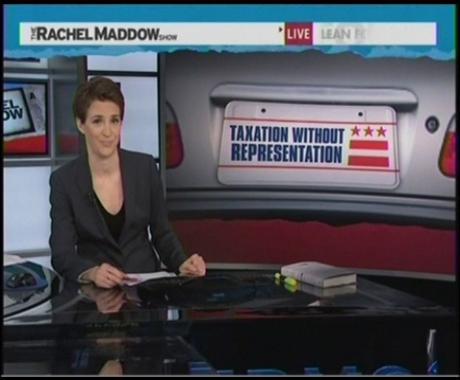 THE RACHEL MADDOW SHOW
LIVE
LEAN
TAXATION WITHOUT
REPRESENTATION